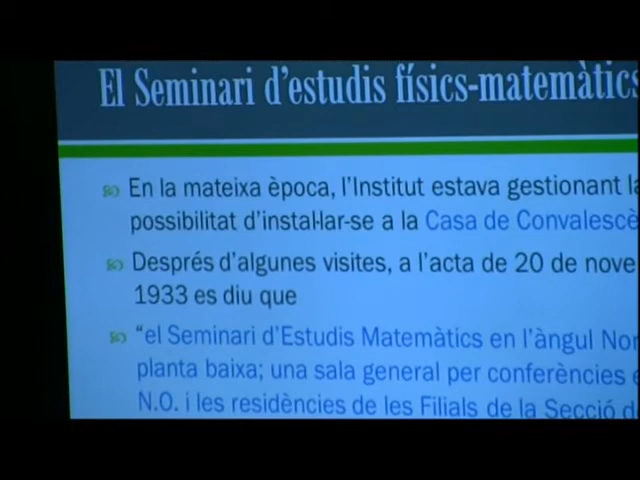 El Seminari d'estudis físics-matemàtics
En la mateixa època, l'Institut estava gestionant la
possibilitat d'instal·lar-se a la Casa de Convalescè
Després d'algunes visites, a l'acta de 20 de nove
1933 es diu que
"el Seminari d'Estudis Matemàtics en l'àngul Nor
planta baixa; una sala general per conferències e
N.O. i les residències de les Filials de la Secció d